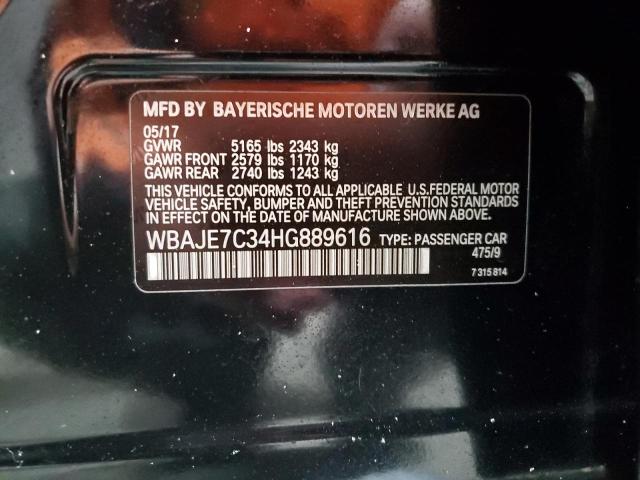 MFD BY BAYERISCHE MOTOREN WERKE AG
05/17
GVWR 5165 lbs 2343 kg
GAWR FRONT 2579 lbs 1170 kg
GAWR REAR 2740 lbs 1243 kg
THIS VEHICLE CONFORMS TO ALL APPLICABLE U.S.FEDERAL MOTOR
VEHICLE SAFETY, BUMPER AND THEFT PREVENTION STANDARDS
IN EFFECT ON THE DATE OF MANUFACTURE SHOWN ABOVE.
WBAJE7C34HG889616 TYPE: PASSENGER CAR
475/9
7 315 814